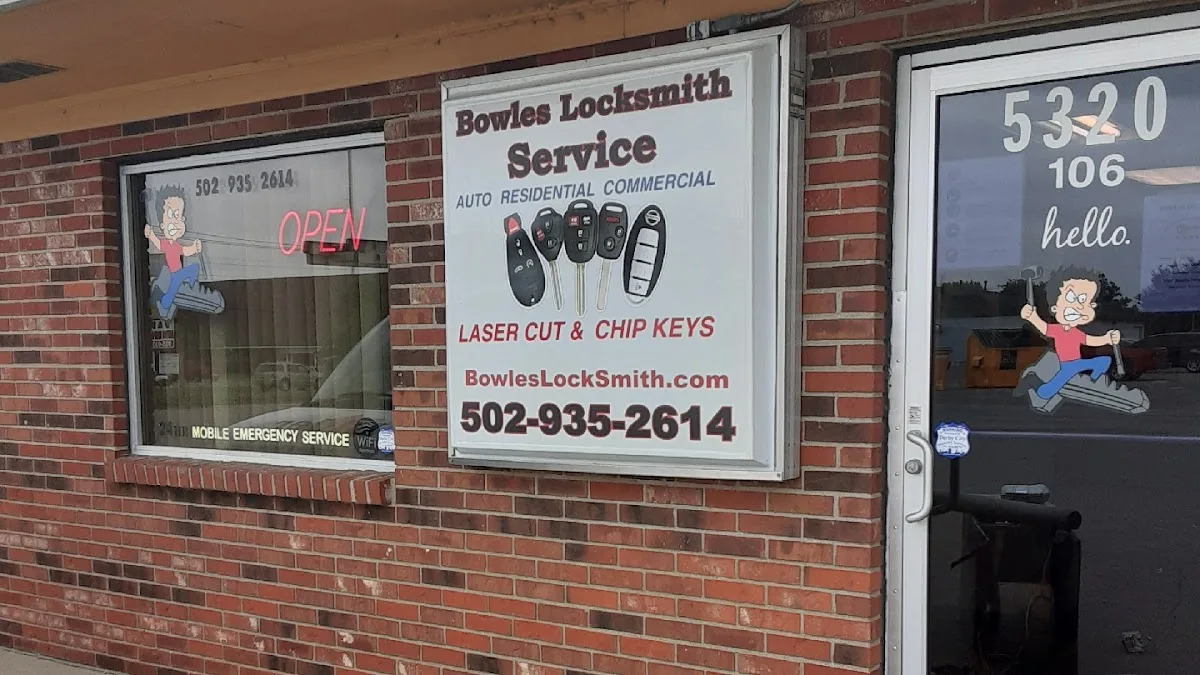 502 935 2614
OPEN
MOBILE EMERGENCY SERVICE
WiFi
Bowles Locksmith
Service
AUTO RESIDENTIAL COMMERCIAL
LASER CUT & CHIP KEYS
BowlesLockSmith.com
502-935-2614
5320
106
hello.